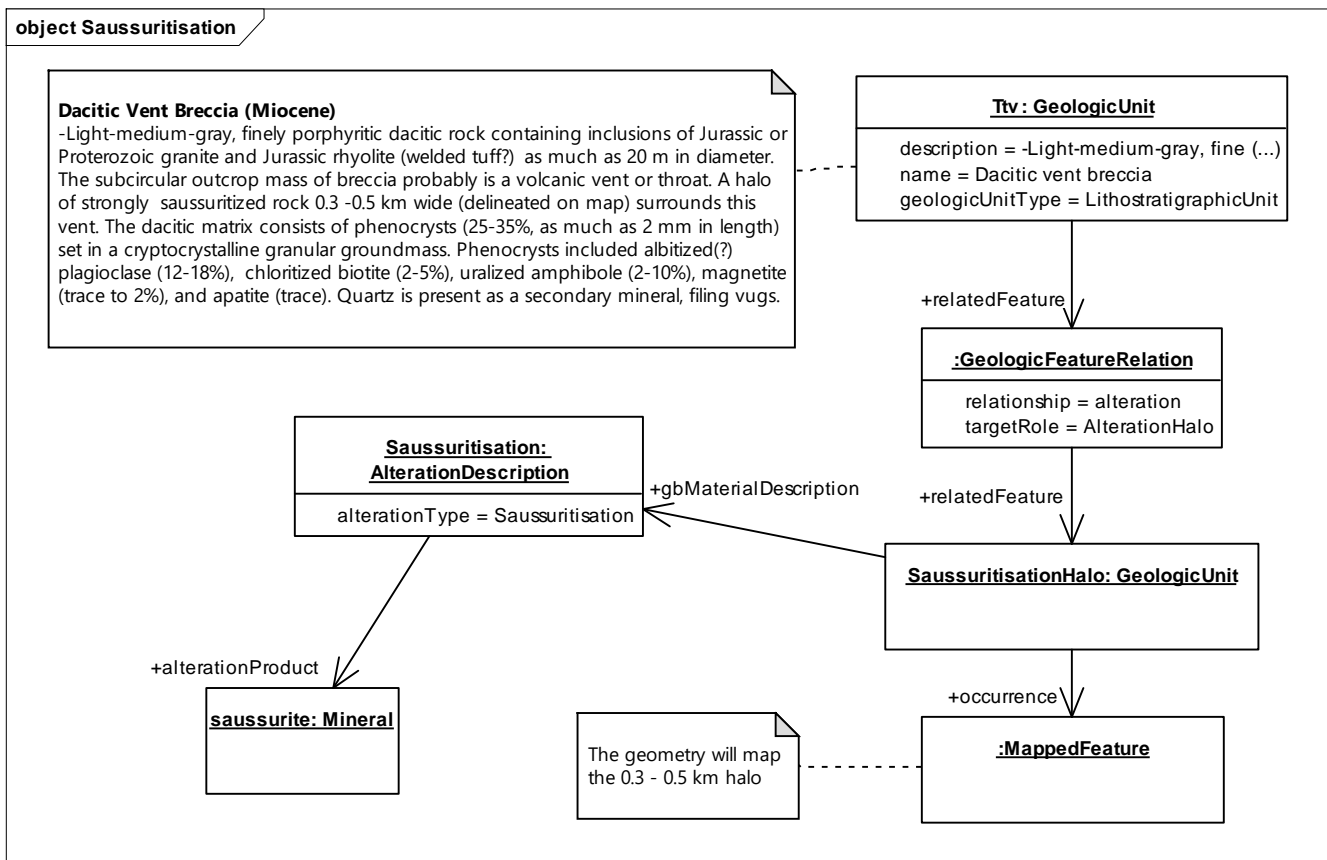 object Saussuritisation
Dacitic Vent Breccia (Miocene)
-Light-medium-gray, finely porphyritic dacitic rock containing inclusions of Jurassic or
Proterozoic granite and Jurassic rhyolite (welded tuff?) as much as 20 m in diameter.
The subcircular outcrop mass of breccia probably is a volcanic vent or throat. A halo
of strongly saussuritized rock 0.3 -0.5 km wide (delineated on map) surrounds this
vent. The dacitic matrix consists of phenocrysts (25-35%, as much as 2 mm in length)
set in a cryptocrystalline granular groundmass. Phenocrysts included albitized(?)
plagioclase (12-18%), chloritized biotite (2-5%), uralized amphibole (2-10%), magnetite
(trace to 2%), and apatite (trace). Quartz is present as a secondary mineral, filing vugs.
Ttv: GeologicUnit
description = -Light-medium-gray, fine (...)
name = Dacitic vent breccia
geologicUnitType = LithostratigraphicUnit
+relatedFeature
:GeologicFeatureRelation
relationship = alteration
targetRole = AlterationHalo
+relatedFeature
Saussuritisation:
AlterationDescription
alterationType = Saussuritisation
+gbMaterialDescription
SaussuritisationHalo: GeologicUnit
+alterationProduct
saussurite: Mineral
+occurrence
:MappedFeature
The geometry will map
the 0.3 - 0.5 km halo